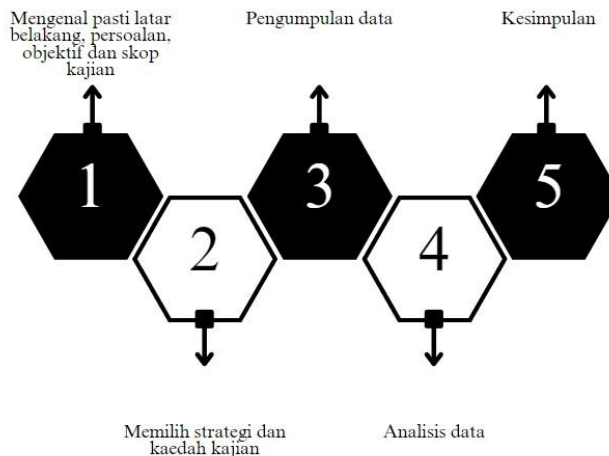 Mengenal pasti latar
belakang, persoalan,
objektif dan skop
kajian
Pengumpulan data
Kesimpulan
1
2
3
4
5
Memilih strategi dan
kaedah kajian
Analisis data